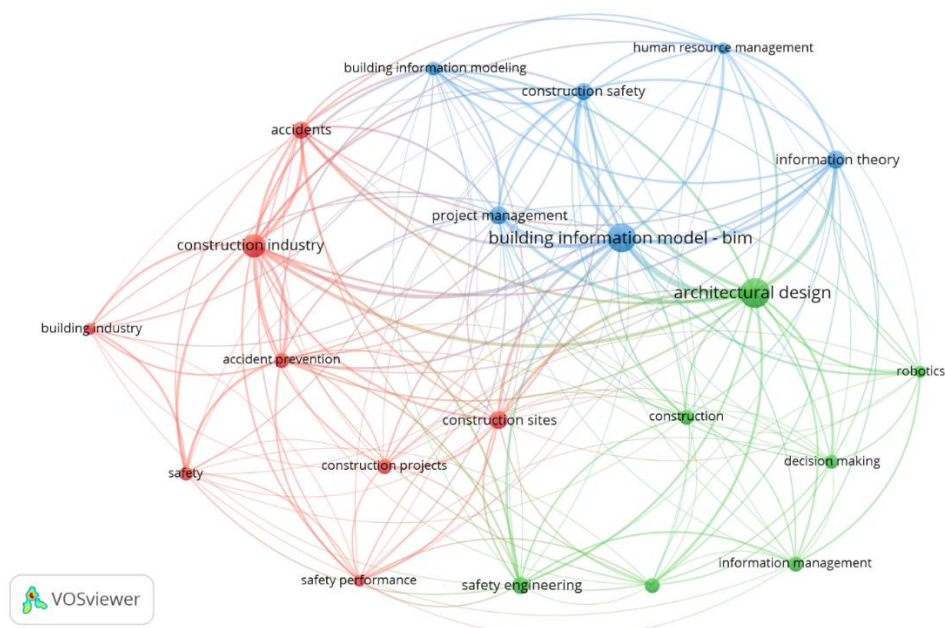 human resource management
building information modeling
construction safety
accidents
information theory
project management
building information model - bim
construction industry
architectural design
building industry
accident prevention
robotics
construction sites
construction
construction projects
decision making
safety
safety performance
safety engineering
information management
VOSviewer